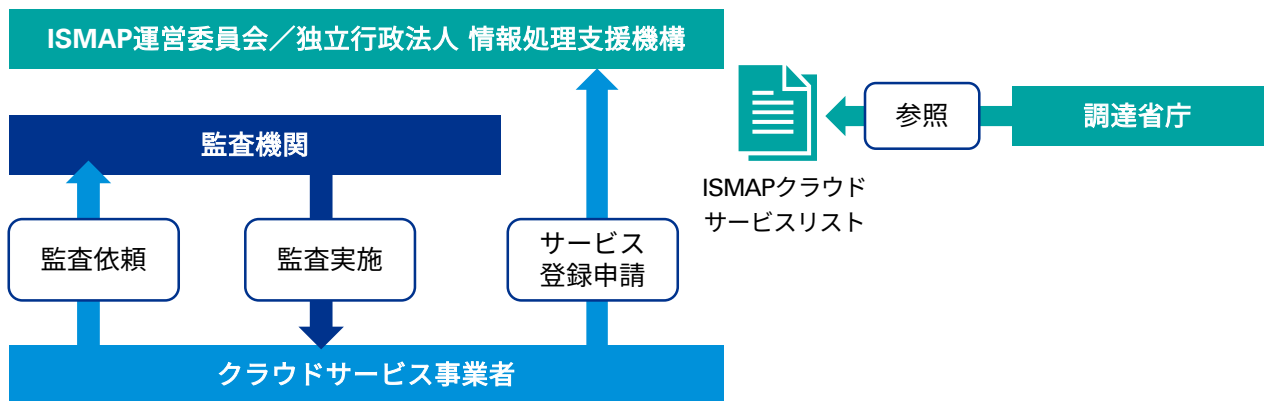 ISMAP運営委員会／独立行政法人 情報処理支援機構
監査機関
監査依頼
監査実施
サービス
登録申請
クラウドサービス事業者
ISMAPクラウド
サービスリスト
参照
調達省庁